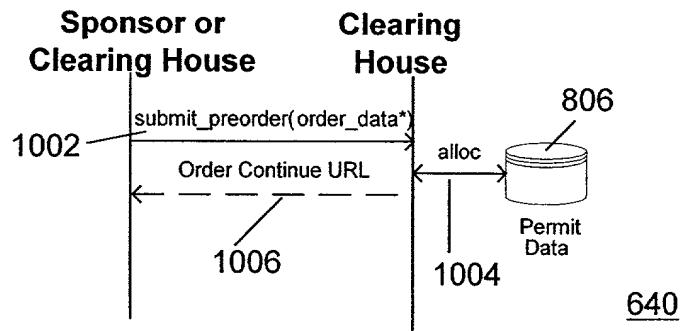 Sponsor or
Clearing House
Clearing
House
submit_preorder(order_data*)
1002
806
alloc
Order Continue URL
1006
1004
Permit
Data
640